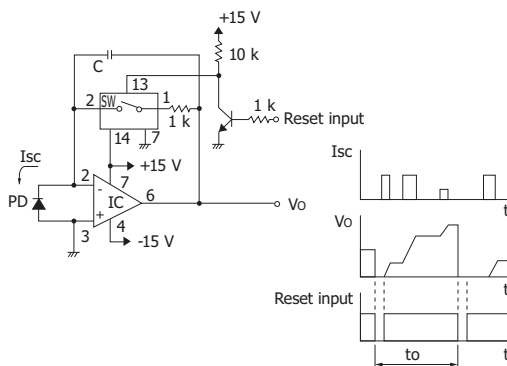 +15 V
10 k
C
13
2
SW
1
1 k
1 k
Reset input
14
7
Isc
+15 V
2
-
7
6
PD
IC
Vo
+
3
4
-15 V
Isc
t
Vo
t
Reset input
t
to